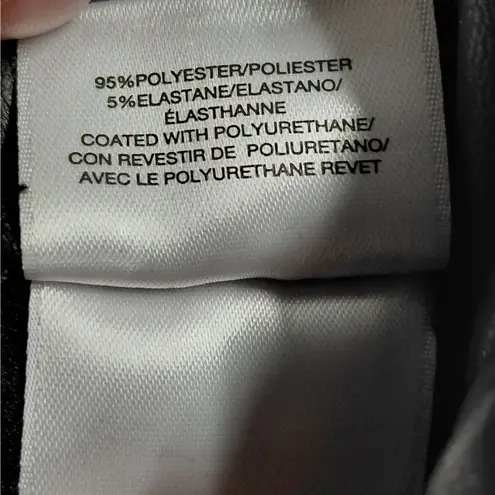 95%POLYESTER/POLIESTER
5%ELASTANE/ELASTANO/
ÉLASTHANNE
COATED WITH POLYURETHANE/
CON REVESTIR DE POLIURETANO/
AVEC LE POLYURETHANE REVET